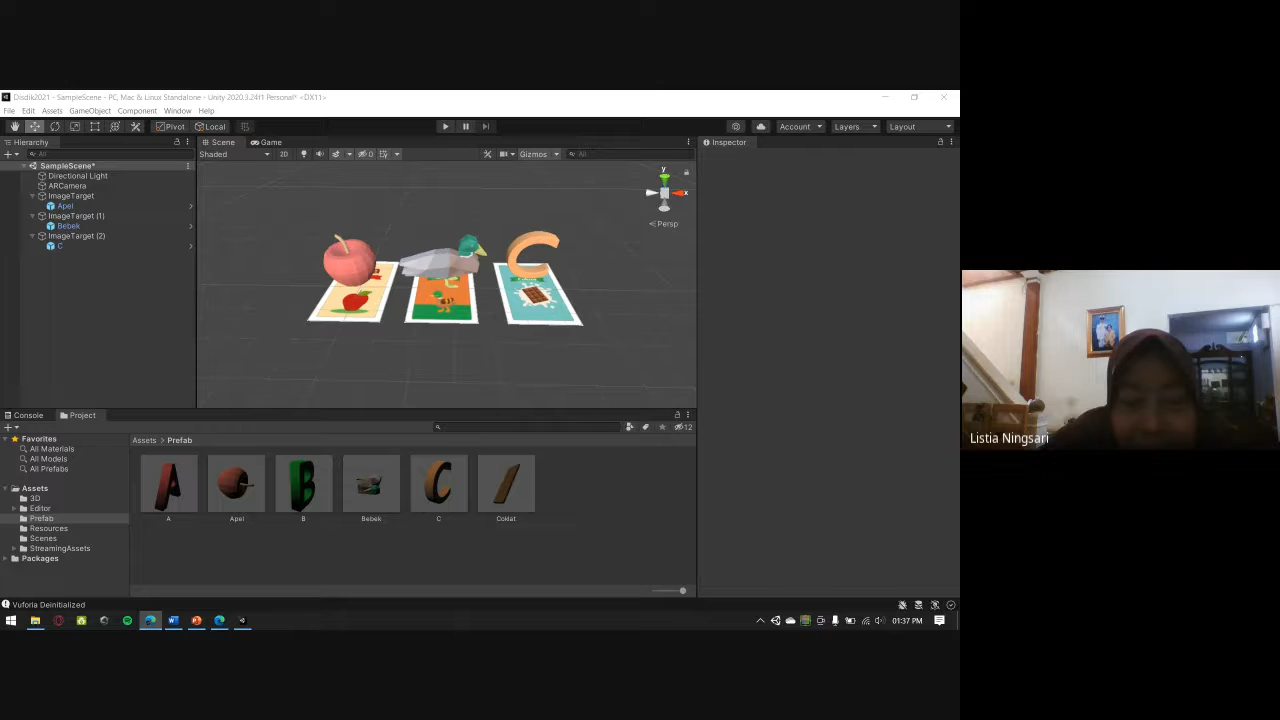 Disdik2021 - SampleScene - PC, Mac & Linux Standalone - Unity 2020.3.24f1 Personal* <DX11>
File Edit Assets GameObject Component Window Help
Pivot Local Account Layers Layout
Hierarchy Scene Game Inspector
All Shaded 2D 0 Gizmos All
SampleScene*
Directional Light
ARCamera
ImageTarget
Apel
ImageTarget (1)
Bebek
ImageTarget (2)
C
y
x
Persp
Console Project
12
Favorites
All Materials
All Models
All Prefabs
Assets
3D
Editor
Prefab
Resources
Scenes
StreamingAssets
Packages
Assets > Prefab
A Apel B Bebek C Coklat
Vuforia Deinitialized
01:37 PM
Listia Ningsari